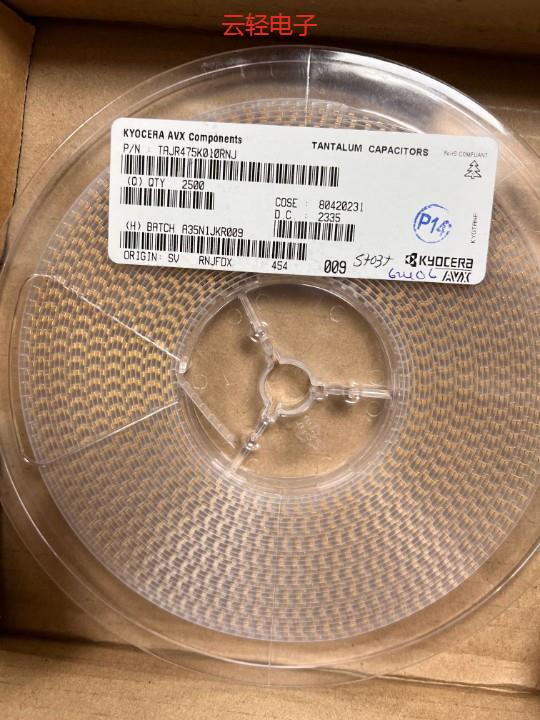 云轻电子
KYOCERA AVX Components
TANTALUM CAPACITORS
RoHS COMPLIANT
P/N : TAJR475K010RNJ
(Q) QTY 2500
COSE : 80420231
D.C. : 2335
P14
(H) BATCH A35N1JKR009
ORIGIN: SV RNJFDX 454 009
KYOCERA
AVX